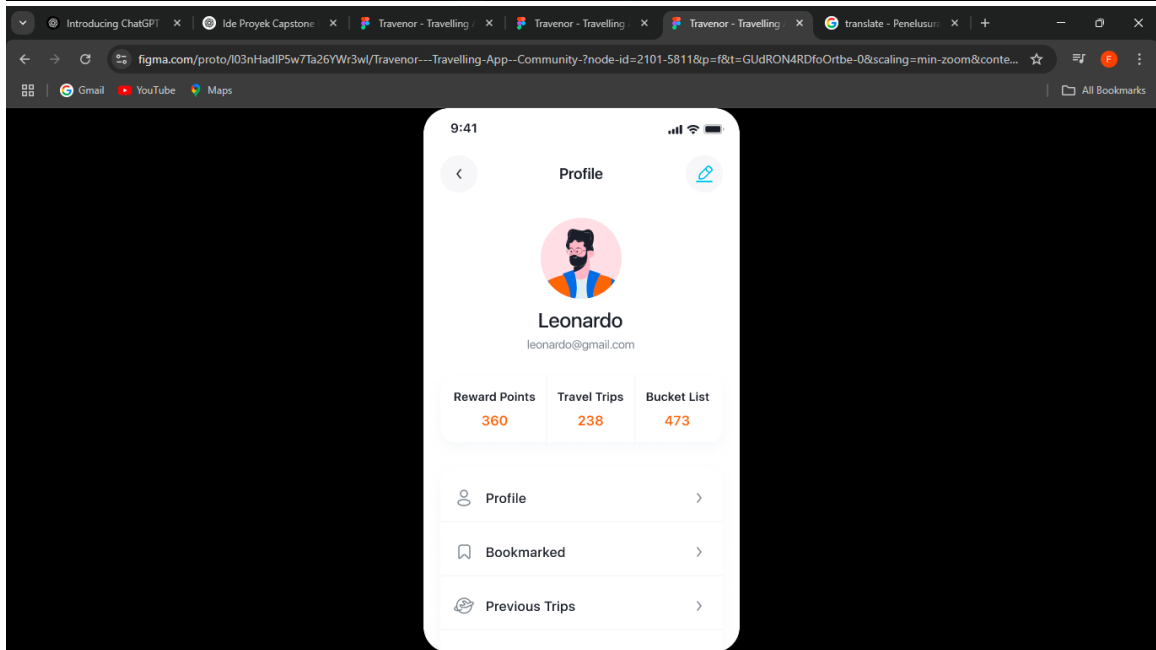 Introducing ChatGPT
Ide Proyek Capstone
Travenor - Travelling
Travenor - Travelling
Travenor - Travelling
translate - Penelusura
figma.com/proto/I03nHadIP5w7Ta26YWr3wl/Travenor---Travelling-App--Community-?node-id=2101-5811&p=f&t=GUdRON4RDfoOrtbe-0&scaling=min-zoom&conte...
F
Gmail
YouTube
Maps
All Bookmarks
9:41
Profile
Leonardo
leonardo@gmail.com
Reward Points Travel Trips Bucket List
360 238 473
Profile
Bookmarked
Previous Trips